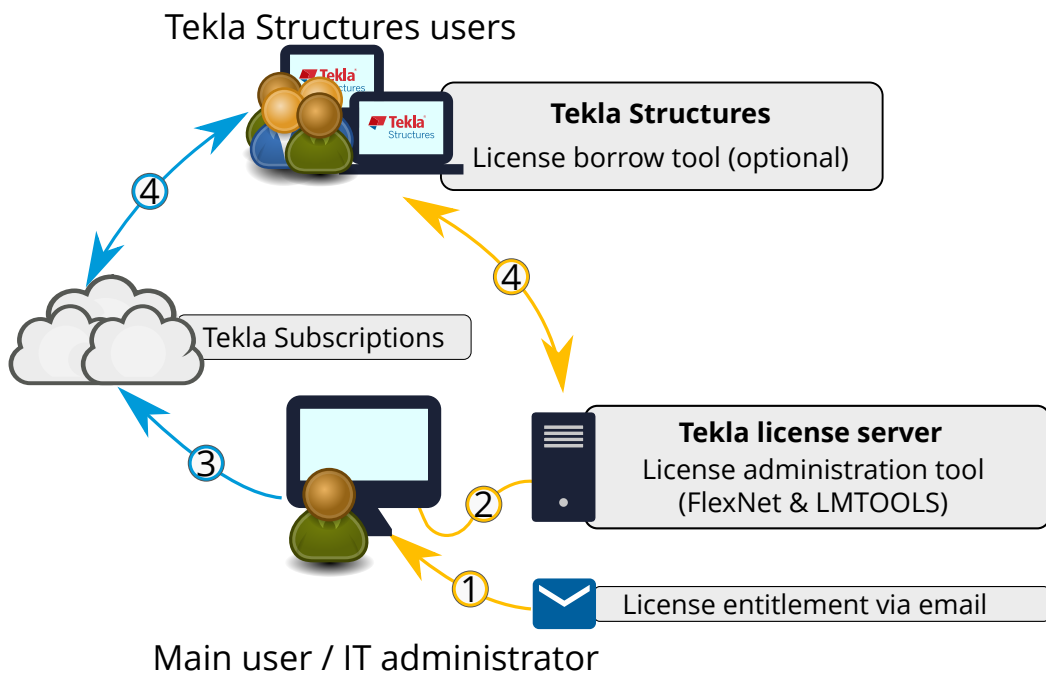 Tekla Structures users
Tekla
ctures
Tekla
Structures
Tekla Structures
License borrow tool (optional)
4
4
Tekla Subscriptions
Tekla license server
License administration tool
(FlexNet & LMTOOLS)
3
2
1
License entitlement via email
Main user / IT administrator